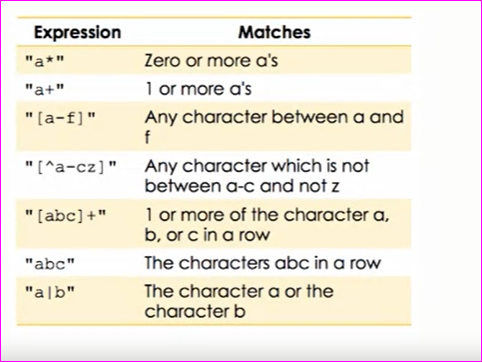 Expression Matches
"a*" Zero or more a's
"a+" 1 or more a's
"[a-f]" Any character between a and
f
"[^a-cz]" Any character which is not
between a-c and not z
"[abc]+" 1 or more of the character a,
b, or c in a row
"abc" The characters abc in a row
"a|b" The character a or the
character b